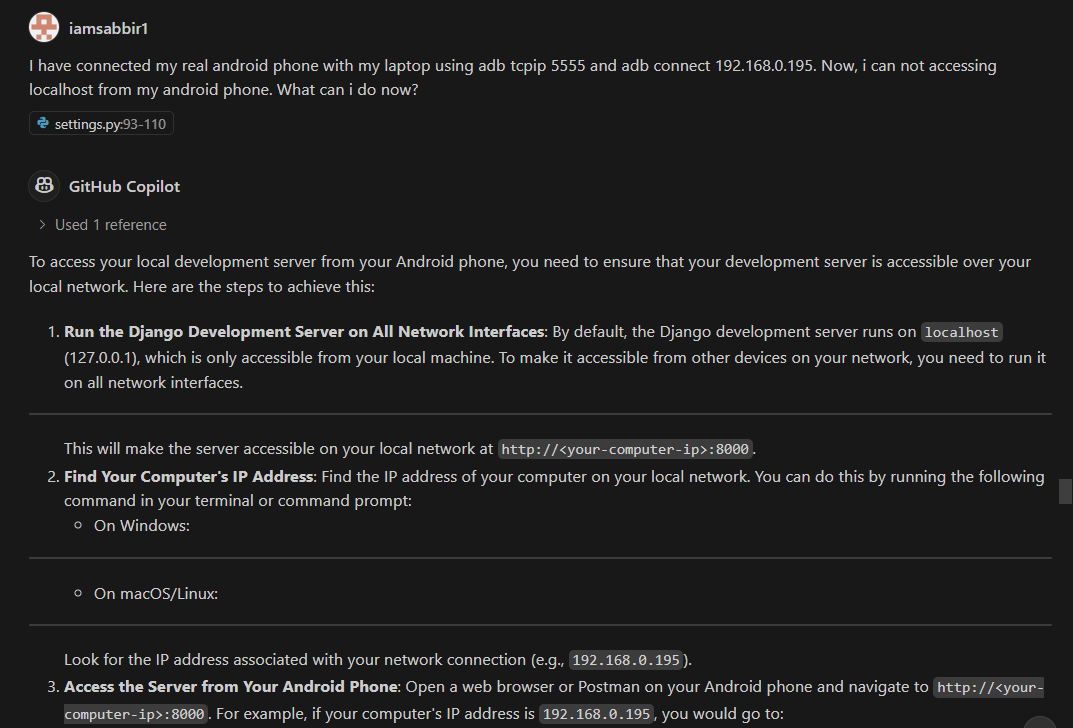 iamsabbir1
I have connected my real android phone with my laptop using adb tcpip 5555 and adb connect 192.168.0.195. Now, i can not accessing
localhost from my android phone. What can i do now?
settings.py:93-110
GitHub Copilot
Used 1 reference
To access your local development server from your Android phone, you need to ensure that your development server is accessible over your
local network. Here are the steps to achieve this:
1. Run the Django Development Server on All Network Interfaces: By default, the Django development server runs on localhost
(127.0.0.1), which is only accessible from your local machine. To make it accessible from other devices on your network, you need to run it
on all network interfaces.
This will make the server accessible on your local network at http://<your-computer-ip>:8000.
2. Find Your Computer's IP Address: Find the IP address of your computer on your local network. You can do this by running the following
command in your terminal or command prompt:
On Windows:
On macOS/Linux:
Look for the IP address associated with your network connection (e.g., 192.168.0.195).
3. Access the Server from Your Android Phone: Open a web browser or Postman on your Android phone and navigate to http://<your-
computer-ip>:8000. For example, if your computer's IP address is 192.168.0.195, you would go to: